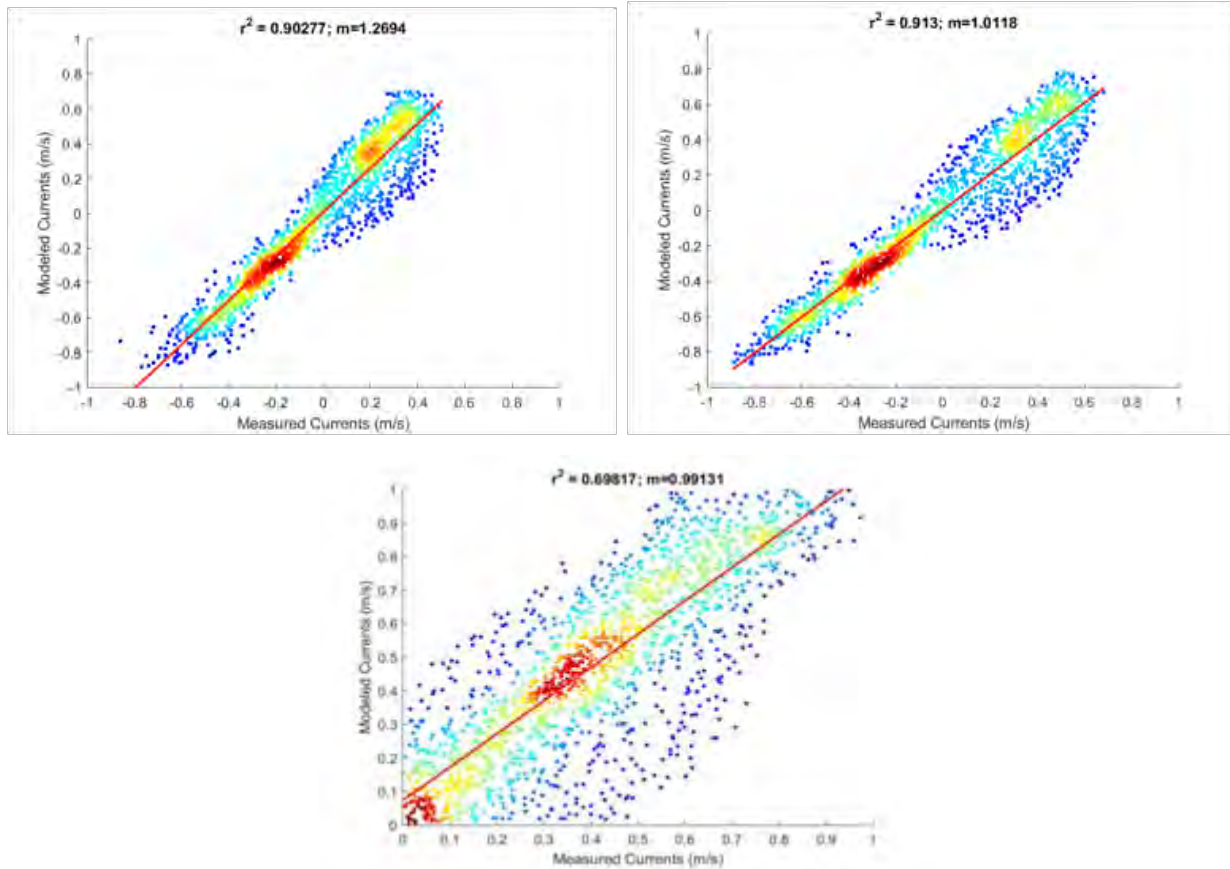 r2 = 0.90277; m=1.2694
1
0.8
0.6
0.4
0.2
0
-0.2
-0.4
-0.6
-0.8
-1
Modeled Currents (m/s)
-1 -0.8 -0.6 -0.4 -0.2 0 0.2 0.4 0.6 0.8 1
Measured Currents (m/s)
r2 = 0.913; m=1.0118
1
0.8
0.6
0.4
0.2
0
-0.2
-0.4
-0.6
-0.8
-1
Modeled Currents (m/s)
-1 -0.8 -0.6 -0.4 -0.2 0 0.2 0.4 0.6 0.8 1
Measured Currents (m/s)
r2 = 0.69817; m=0.99131
1
0.9
0.8
0.7
0.6
0.5
0.4
0.3
0.2
0.1
0
Modeled Currents (m/s)
0 0.1 0.2 0.3 0.4 0.5 0.6 0.7 0.8 0.9 1
Measured Currents (m/s)